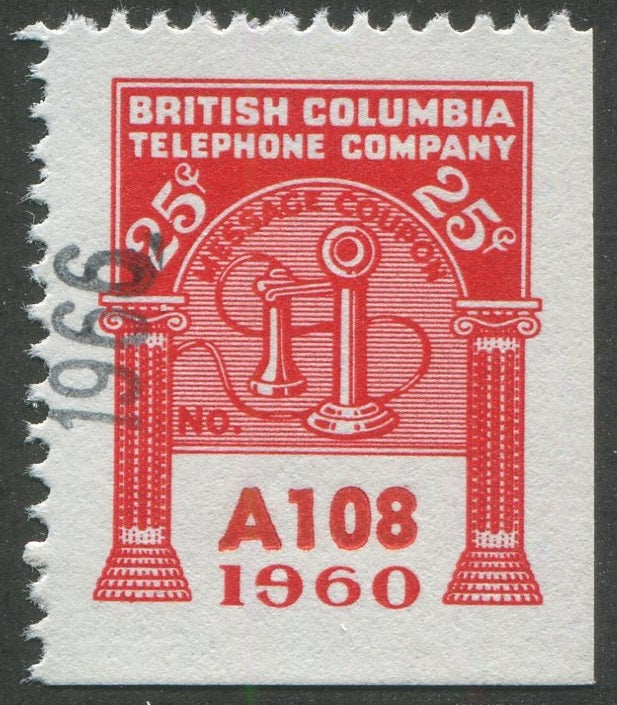 BRITISH COLUMBIA
TELEPHONE COMPANY
25¢ 25¢
MESSAGE COUPON
No.
A108
1960
1966